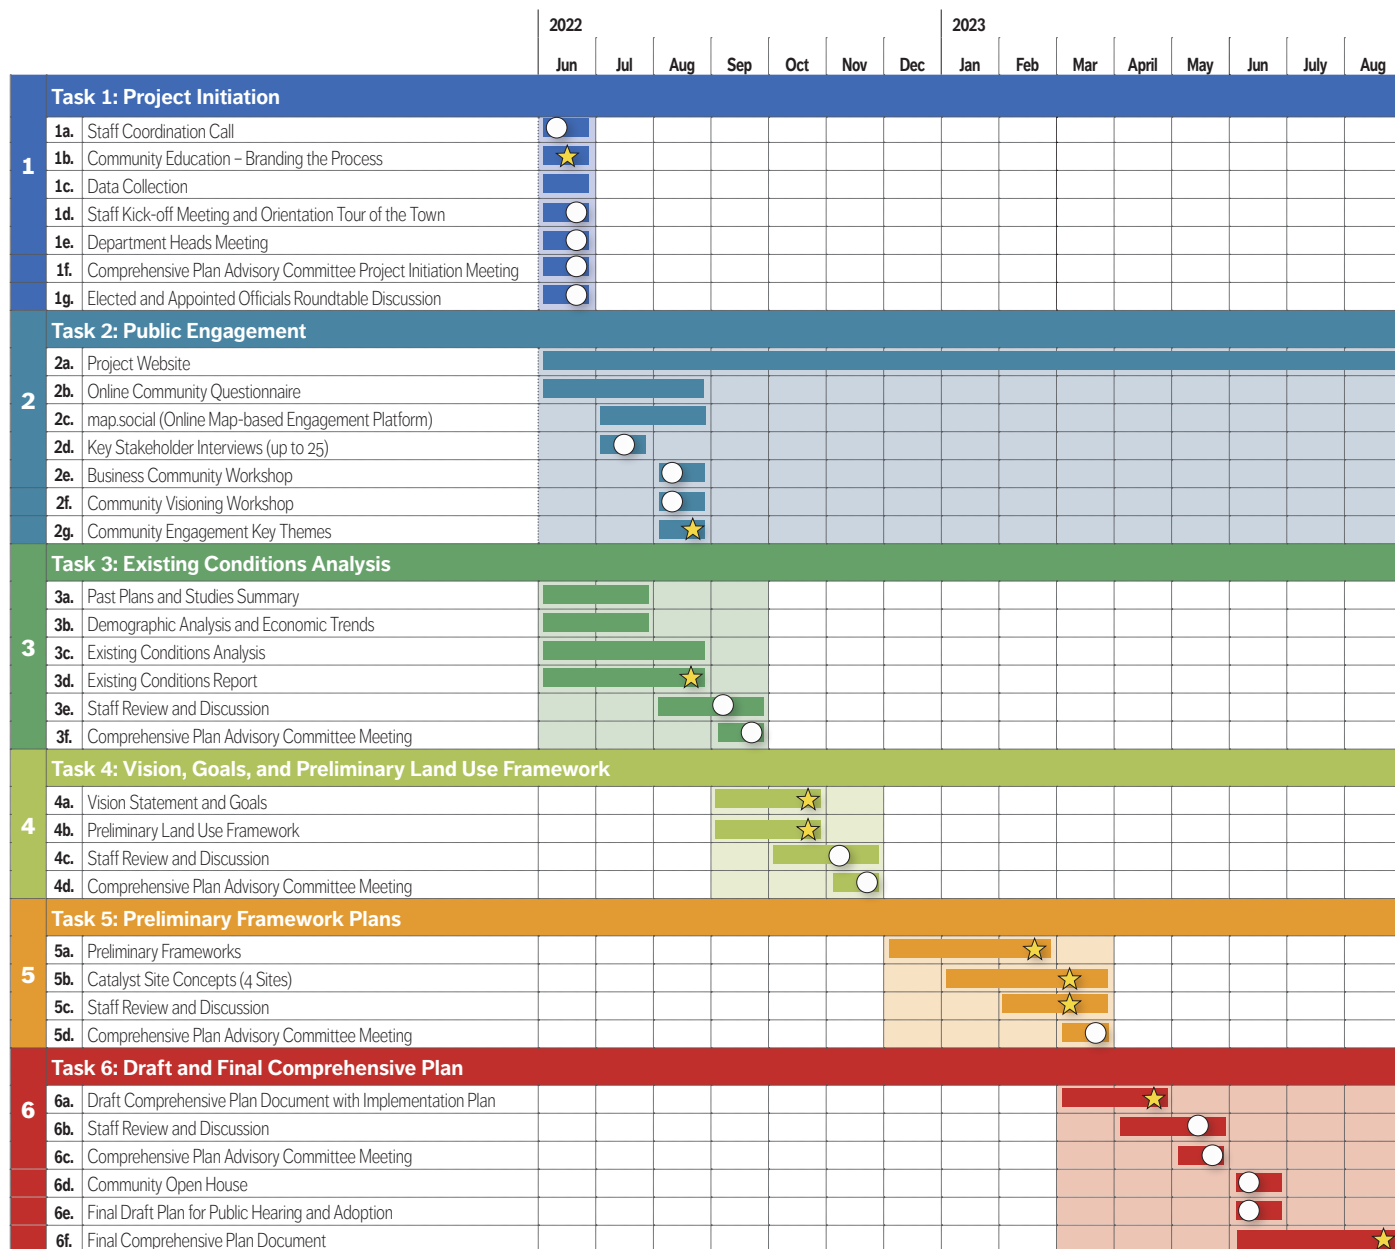 2022 2023
Jun Jul Aug Sep Oct Nov Dec Jan Feb Mar April May Jun July Aug
Task 1: Project Initiation
1
1a. Staff Coordination Call
1b. Community Education – Branding the Process
1c. Data Collection
1d. Staff Kick-off Meeting and Orientation Tour of the Town
1e. Department Heads Meeting
1f. Comprehensive Plan Advisory Committee Project Initiation Meeting
1g. Elected and Appointed Officials Roundtable Discussion
Task 2: Public Engagement
2
2a. Project Website
2b. Online Community Questionnaire
2c. map.social (Online Map-based Engagement Platform)
2d. Key Stakeholder Interviews (up to 25)
2e. Business Community Workshop
2f. Community Visioning Workshop
2g. Community Engagement Key Themes
Task 3: Existing Conditions Analysis
3
3a. Past Plans and Studies Summary
3b. Demographic Analysis and Economic Trends
3c. Existing Conditions Analysis
3d. Existing Conditions Report
3e. Staff Review and Discussion
3f. Comprehensive Plan Advisory Committee Meeting
Task 4: Vision, Goals, and Preliminary Land Use Framework
4
4a. Vision Statement and Goals
4b. Preliminary Land Use Framework
4c. Staff Review and Discussion
4d. Comprehensive Plan Advisory Committee Meeting
Task 5: Preliminary Framework Plans
5
5a. Preliminary Frameworks
5b. Catalyst Site Concepts (4 Sites)
5c. Staff Review and Discussion
5d. Comprehensive Plan Advisory Committee Meeting
Task 6: Draft and Final Comprehensive Plan
6
6a. Draft Comprehensive Plan Document with Implementation Plan
6b. Staff Review and Discussion
6c. Comprehensive Plan Advisory Committee Meeting
6d. Community Open House
6e. Final Draft Plan for Public Hearing and Adoption
6f. Final Comprehensive Plan Document